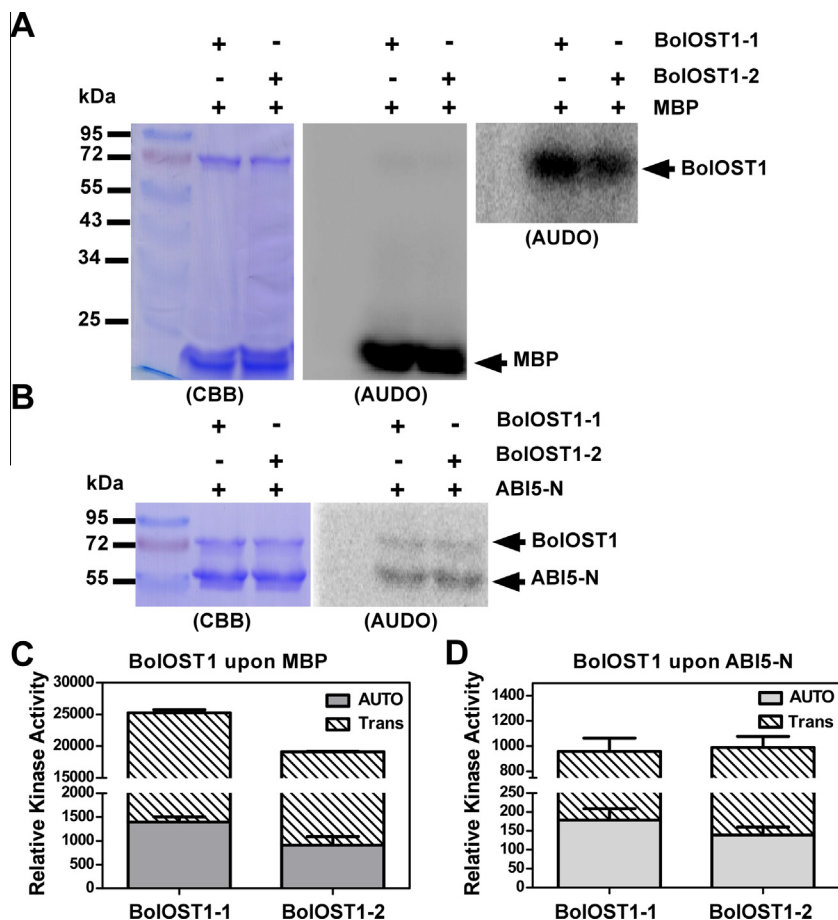 A
+ - + - + - BolOST1-1
- + - + - + BolOST1-2
kDa
+ + + + + + MBP
95
72
55
43
34
25
BolOST1
(AUDO)
MBP
(CBB) (AUDO)
B
+ - + - BolOST1-1
- + - + BolOST1-2
kDa
+ + + + ABI5-N
95
72
55
BolOST1
ABI5-N
(CBB) (AUDO)
C
BolOST1 upon MBP
Relative Kinase Activity
30000
25000
20000
15000
10000
2000
1500
1000
500
0
AUTO
Trans
BolOST1-1 BolOST1-2
D
BolOST1 upon ABI5-N
Relative Kinase Activity
1400
1200
1000
800
250
200
150
100
50
0
AUTO
Trans
BolOST1-1 BolOST1-2